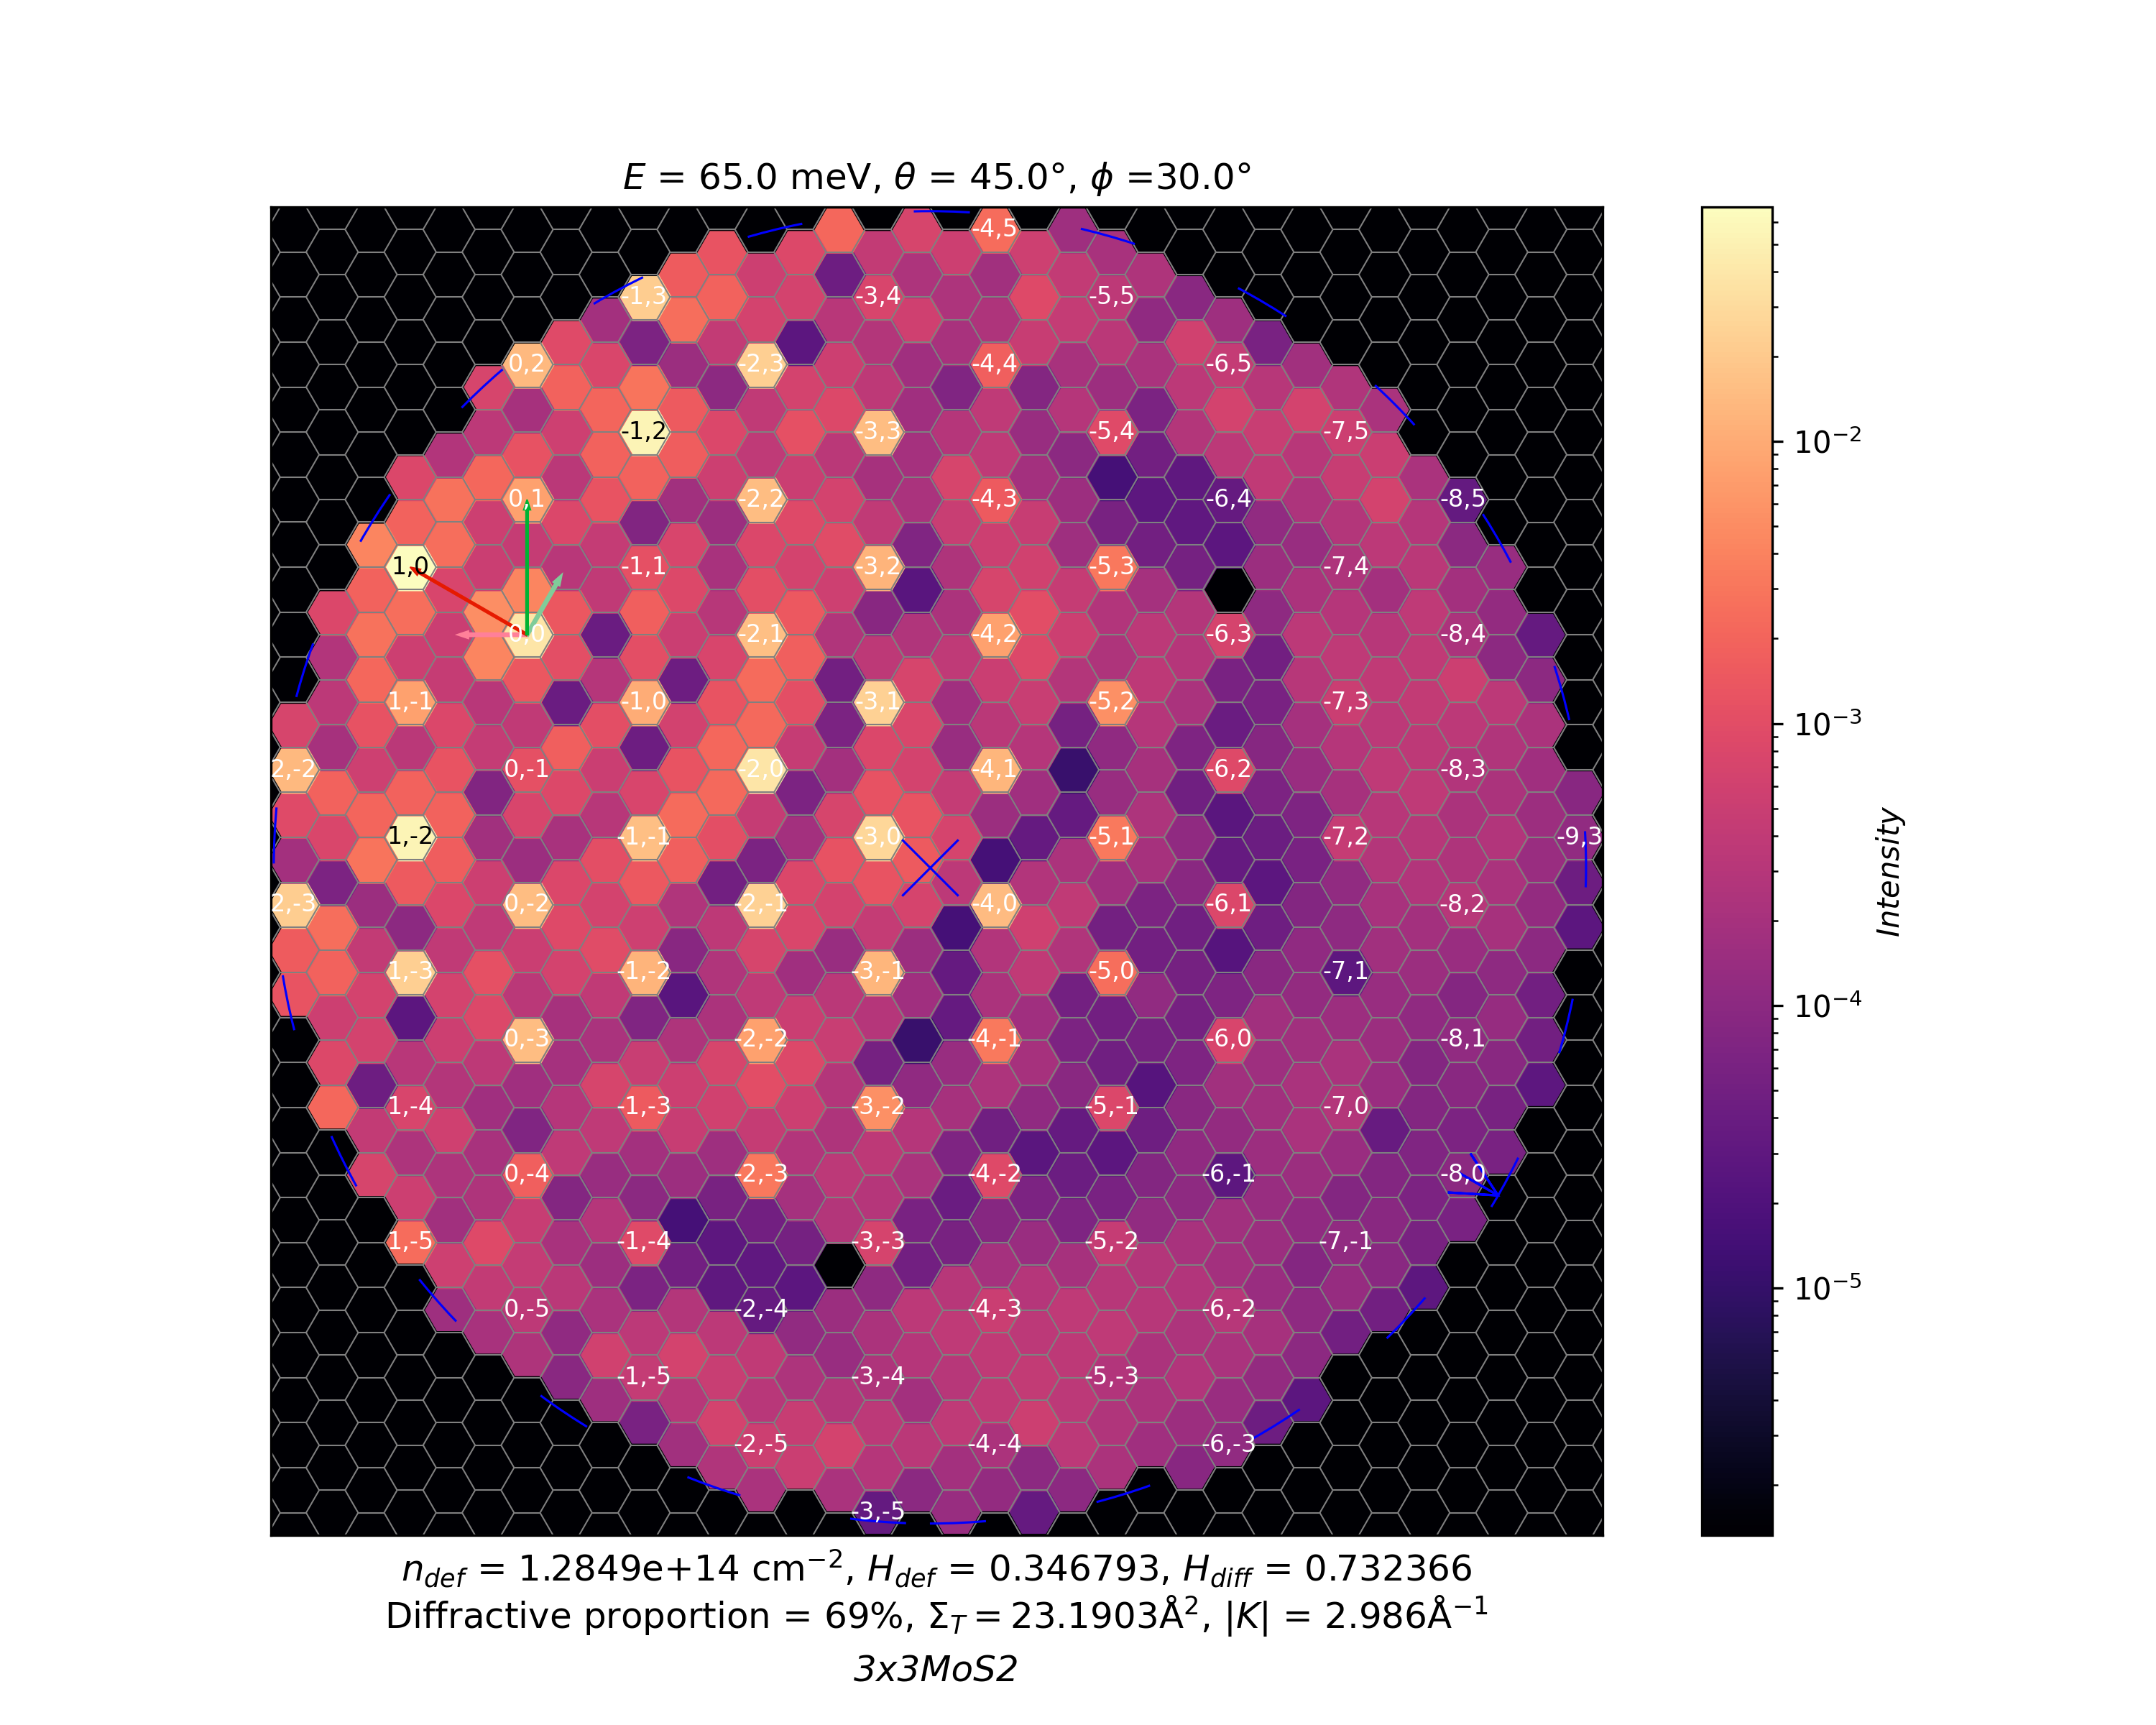 E = 65.0 meV, θ = 45.0°, ϕ =30.0°
-4,5
-1,3 -3,4 -5,5
0,2 -2,3 -4,4 -6,5
-1,2 -3,3 -5,4 -7,5
0,1 -2,2 -4,3 -6,4 -8,5
1,0 -1,1 -3,2 -5,3 -7,4
0,0 -2,1 -4,2 -6,3 -8,4
1,-1 -1,0 -3,1 -5,2 -7,3
2,-2 0,-1 -2,0 -4,1 -6,2 -8,3
1,-2 -1,-1 -3,0 -5,1 -7,2 -9,3
2,-3 0,-2 -2,-1 -4,0 -6,1 -8,2
1,-3 -1,-2 -3,-1 -5,0 -7,1
0,-3 -2,-2 -4,-1 -6,0 -8,1
1,-4 -1,-3 -3,-2 -5,-1 -7,0
0,-4 -2,-3 -4,-2 -6,-1 -8,0
1,-5 -1,-4 -3,-3 -5,-2 -7,-1
0,-5 -2,-4 -4,-3 -6,-2
-1,-5 -3,-4 -5,-3
-2,-5 -4,-4 -6,-3
-3,-5
10⁻²
10⁻³
10⁻⁴
10⁻⁵
Intensity
n_def = 1.2849e+14 cm⁻², H_def = 0.346793, H_diff = 0.732366
Diffractive proportion = 69%, Σ_T = 23.1903Å², |K| = 2.986Å⁻¹
3x3MoS2